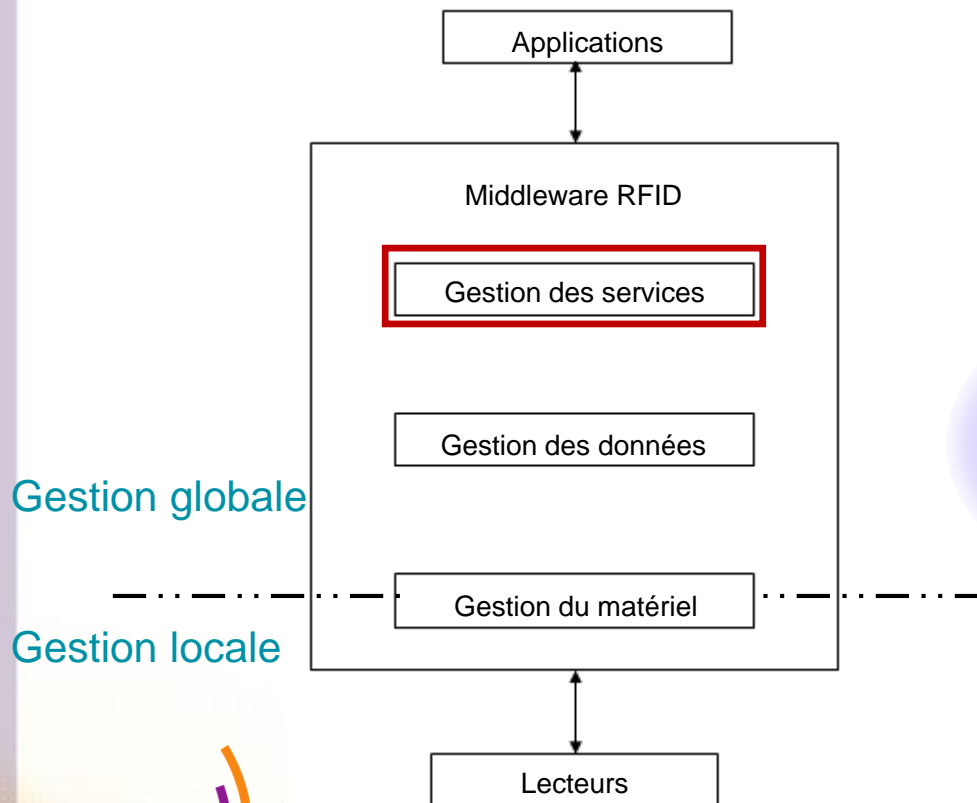 Applications
Middleware RFID
Gestion des services
Gestion des données
Gestion globale
Gestion du matériel
Gestion locale
Lecteurs